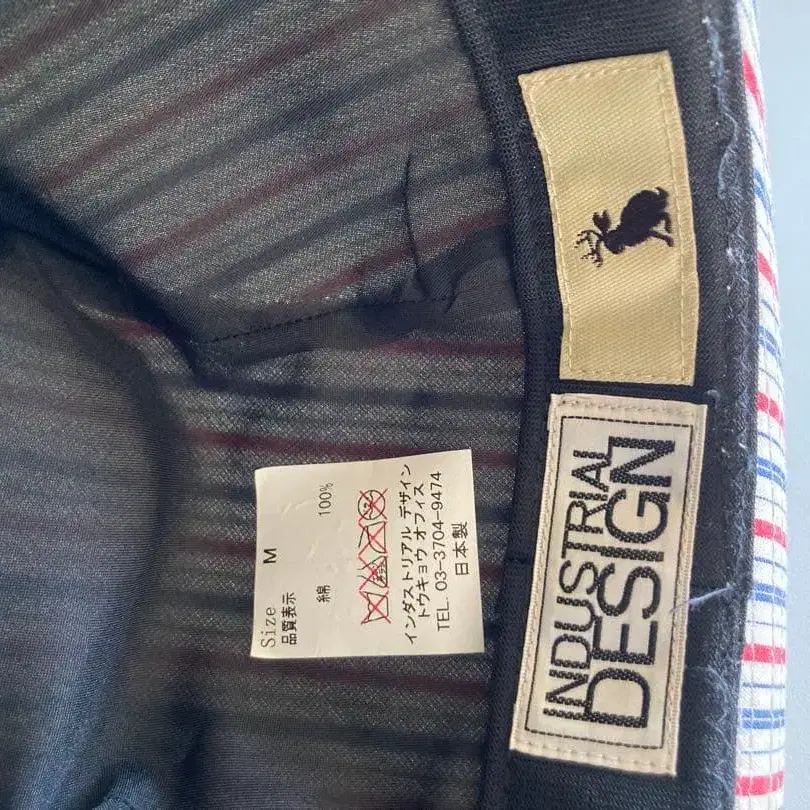 Size M
品質表示
綿 100%
インダストリアル デザイン
トウキョウ オフィス
TEL. 03-3704-9474
日本製
INDUSTRIAL
DESIGN